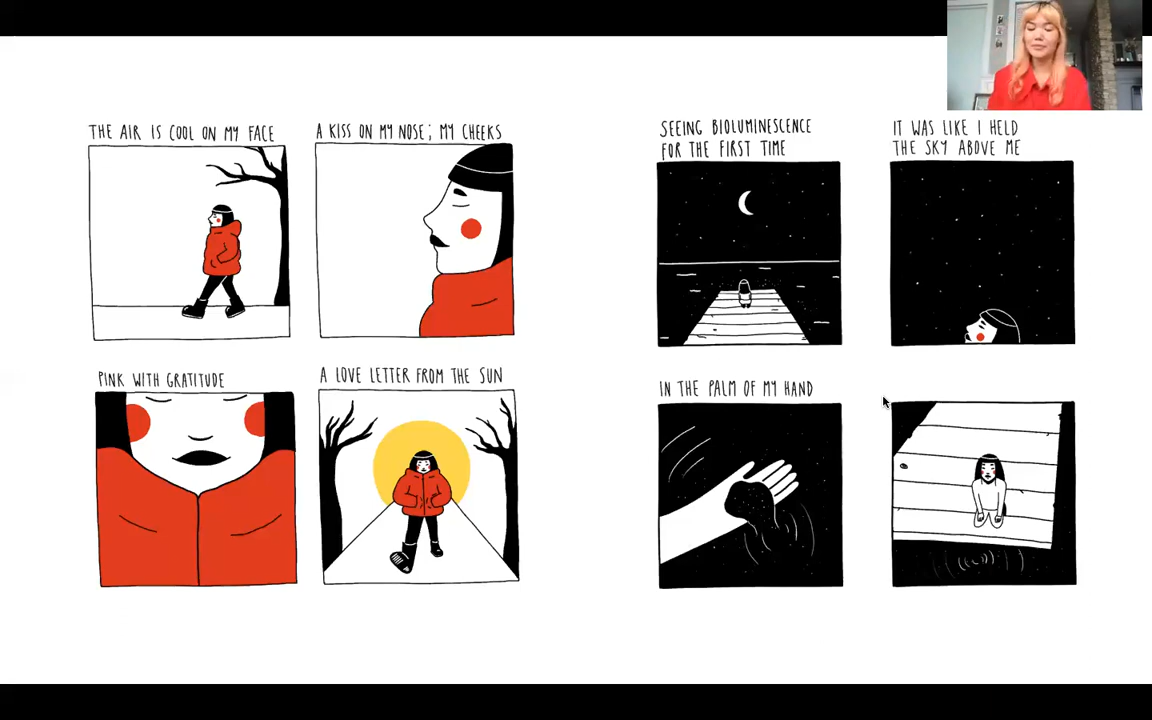 THE AIR IS COOL ON MY FACE
A KISS ON MY NOSE; MY CHEEKS
PINK WITH GRATITUDE
A LOVE LETTER FROM THE SUN
SEEING BIOLUMINESCENCE
FOR THE FIRST TIME
IT WAS LIKE I HELD
THE SKY ABOVE ME
IN THE PALM OF MY HAND